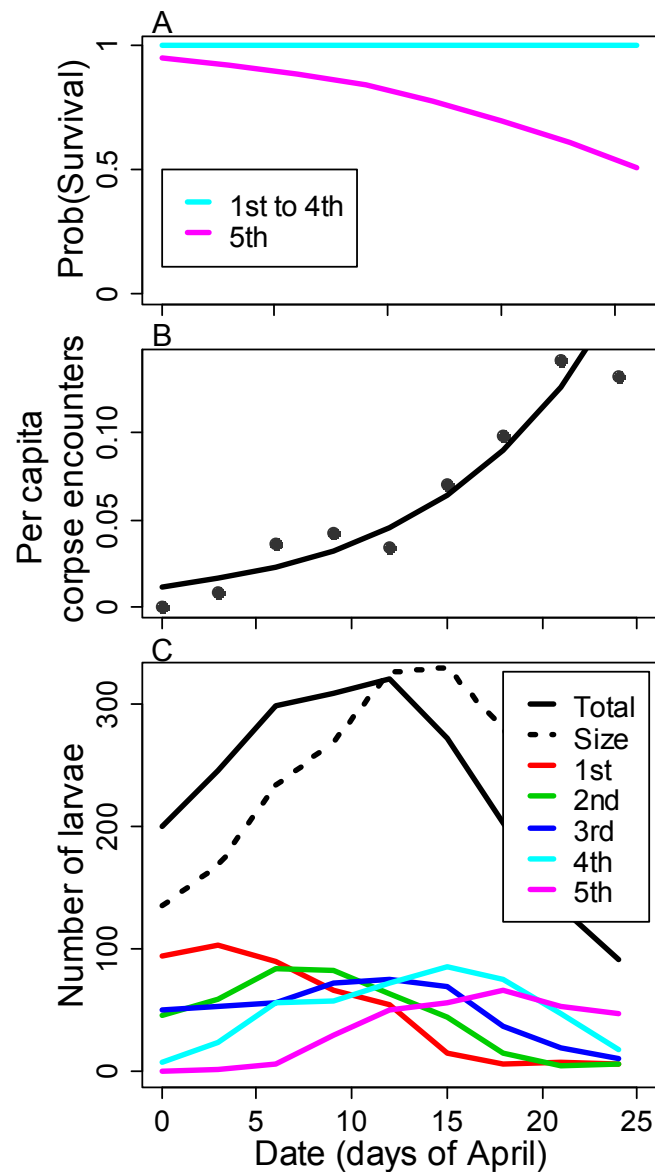 A
Prob(Survival)
1
0.5
0
1st to 4th
5th
B
Per capita
corpse encounters
0.10
0.05
0
C
Number of larvae
300
200
100
0
Total
Size
1st
2nd
3rd
4th
5th
0 5 10 15 20 25
Date (days of April)